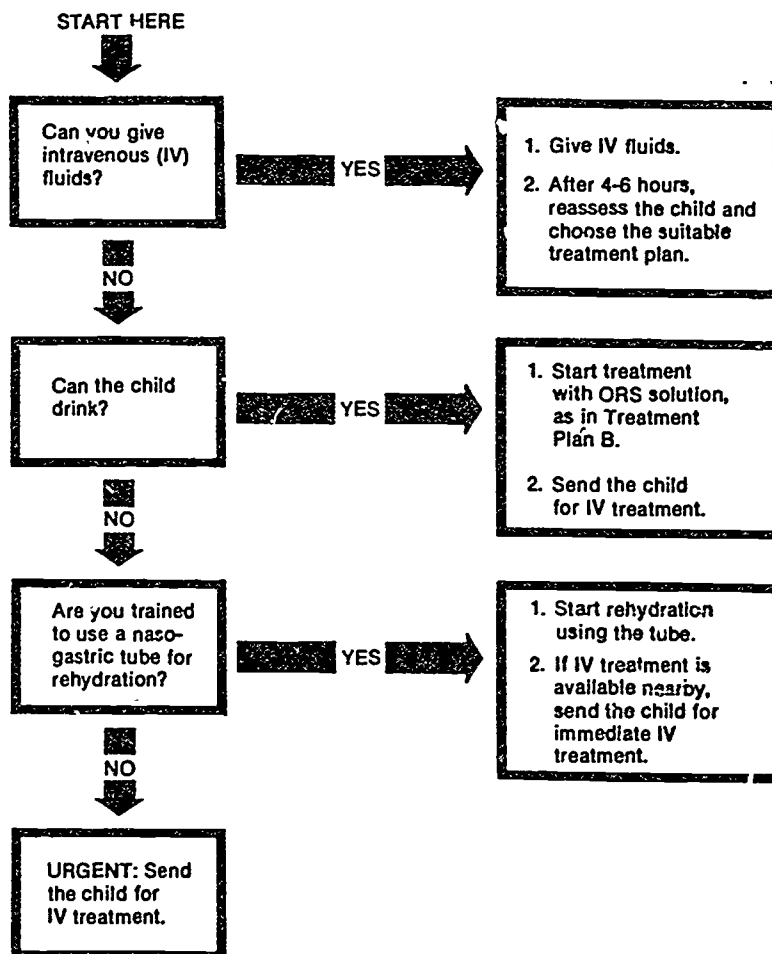 START HERE
Can you give
intravenous (IV)
fluids?
YES
1. Give IV fluids.
2. After 4-6 hours,
reassess the child and
choose the suitable
treatment plan.
NO
Can the child
drink?
YES
1. Start treatment
with ORS solution,
as in Treatment
Plan B.
2. Send the child
for IV treatment.
NO
Are you trained
to use a naso-
gastric tube for
rehydration?
YES
1. Start rehydration
using the tube.
2. If IV treatment is
available nearby,
send the child for
immediate IV
treatment.
NO
URGENT: Send
the child for
IV treatment.